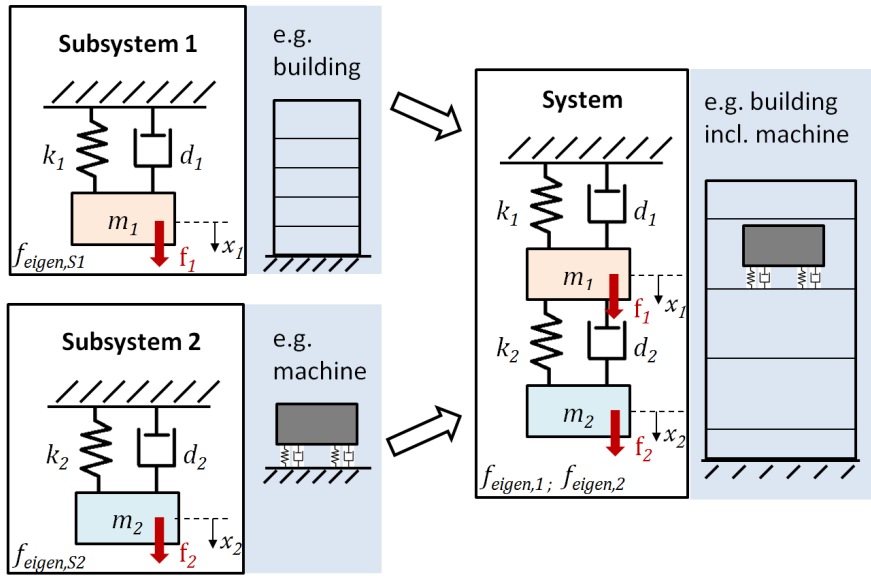 Subsystem 1
k1
d1
m1
x1
f1
feigen,S1
e.g.
building
Subsystem 2
k2
d2
m2
x2
f2
feigen,S2
e.g.
machine
System
k1
d1
m1
x1
f1
k2
d2
m2
x2
f2
feigen,1 ; feigen,2
e.g. building
incl. machine